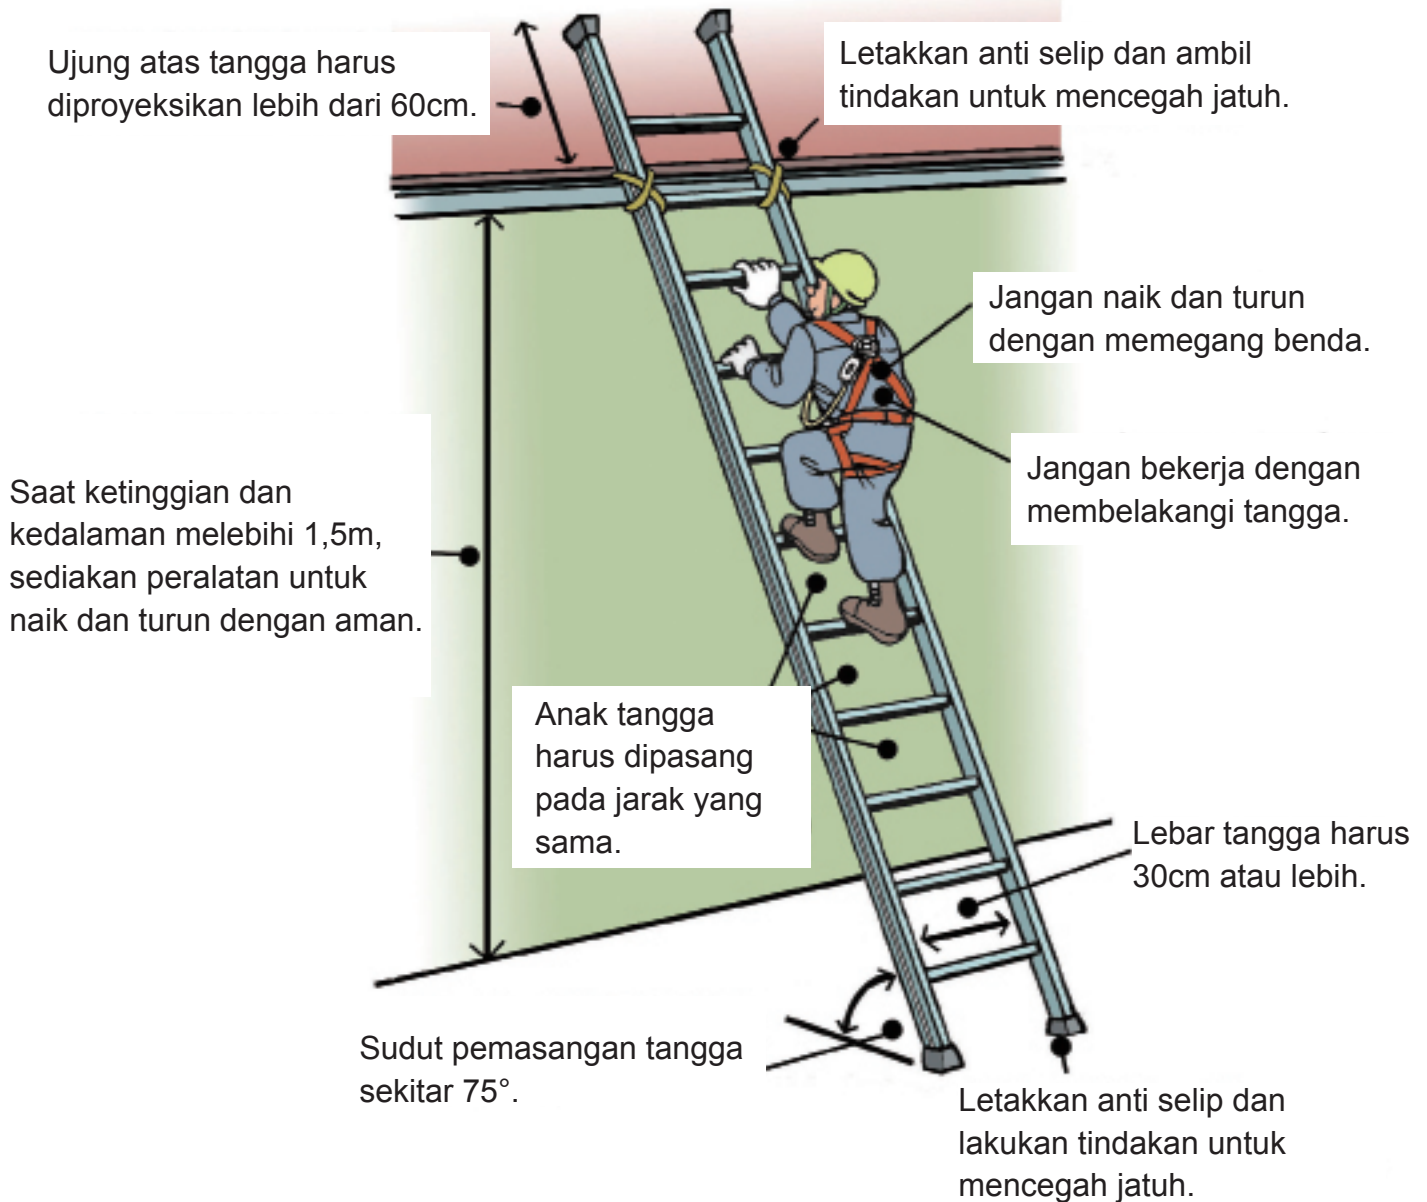 Ujung atas tangga harus
diproyeksikan lebih dari 60cm.
Letakkan anti selip dan ambil
tindakan untuk mencegah jatuh.
Jangan naik dan turun
dengan memegang benda.
Jangan bekerja dengan
membelakangi tangga.
Saat ketinggian dan
kedalaman melebihi 1,5m,
sediakan peralatan untuk
naik dan turun dengan aman.
Anak tangga
harus dipasang
pada jarak yang
sama.
Lebar tangga harus
30cm atau lebih.
Sudut pemasangan tangga
sekitar 75°.
Letakkan anti selip dan
lakukan tindakan untuk
mencegah jatuh.